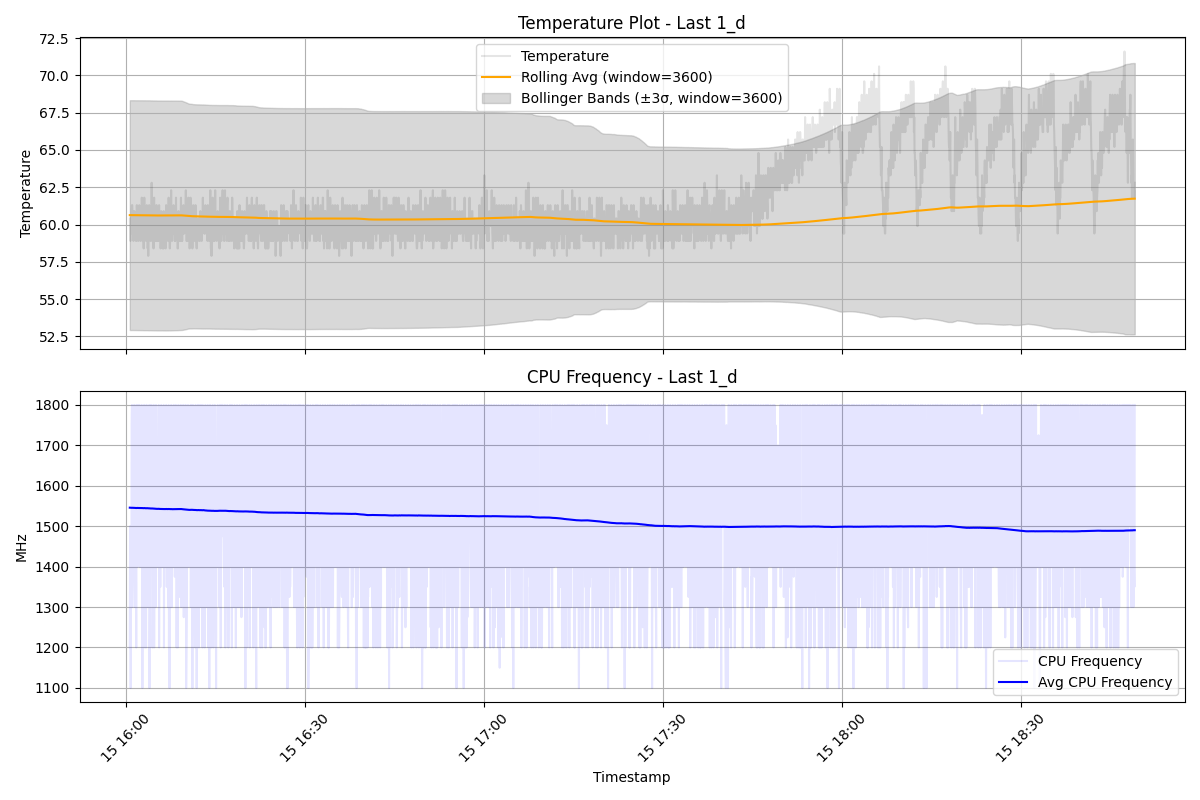 Temperature Plot - Last 1_d
72.5
70.0
67.5
65.0
62.5
60.0
57.5
55.0
52.5
Temperature
Temperature
Rolling Avg (window=3600)
Bollinger Bands (±3σ, window=3600)
CPU Frequency - Last 1_d
1800
1700
1600
1500
1400
1300
1200
1100
MHz
CPU Frequency
Avg CPU Frequency
15 16:00
15 16:30
15 17:00
15 17:30
15 18:00
15 18:30
Timestamp